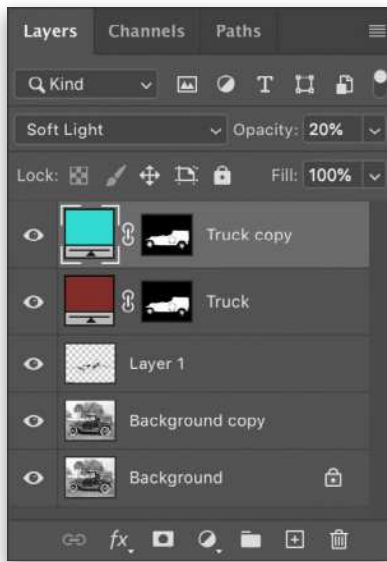 Layers Channels Paths
Kind T
Soft Light Opacity: 20%
Lock: Fill: 100%
Truck copy
Truck
Layer 1
Background copy
Background
fx